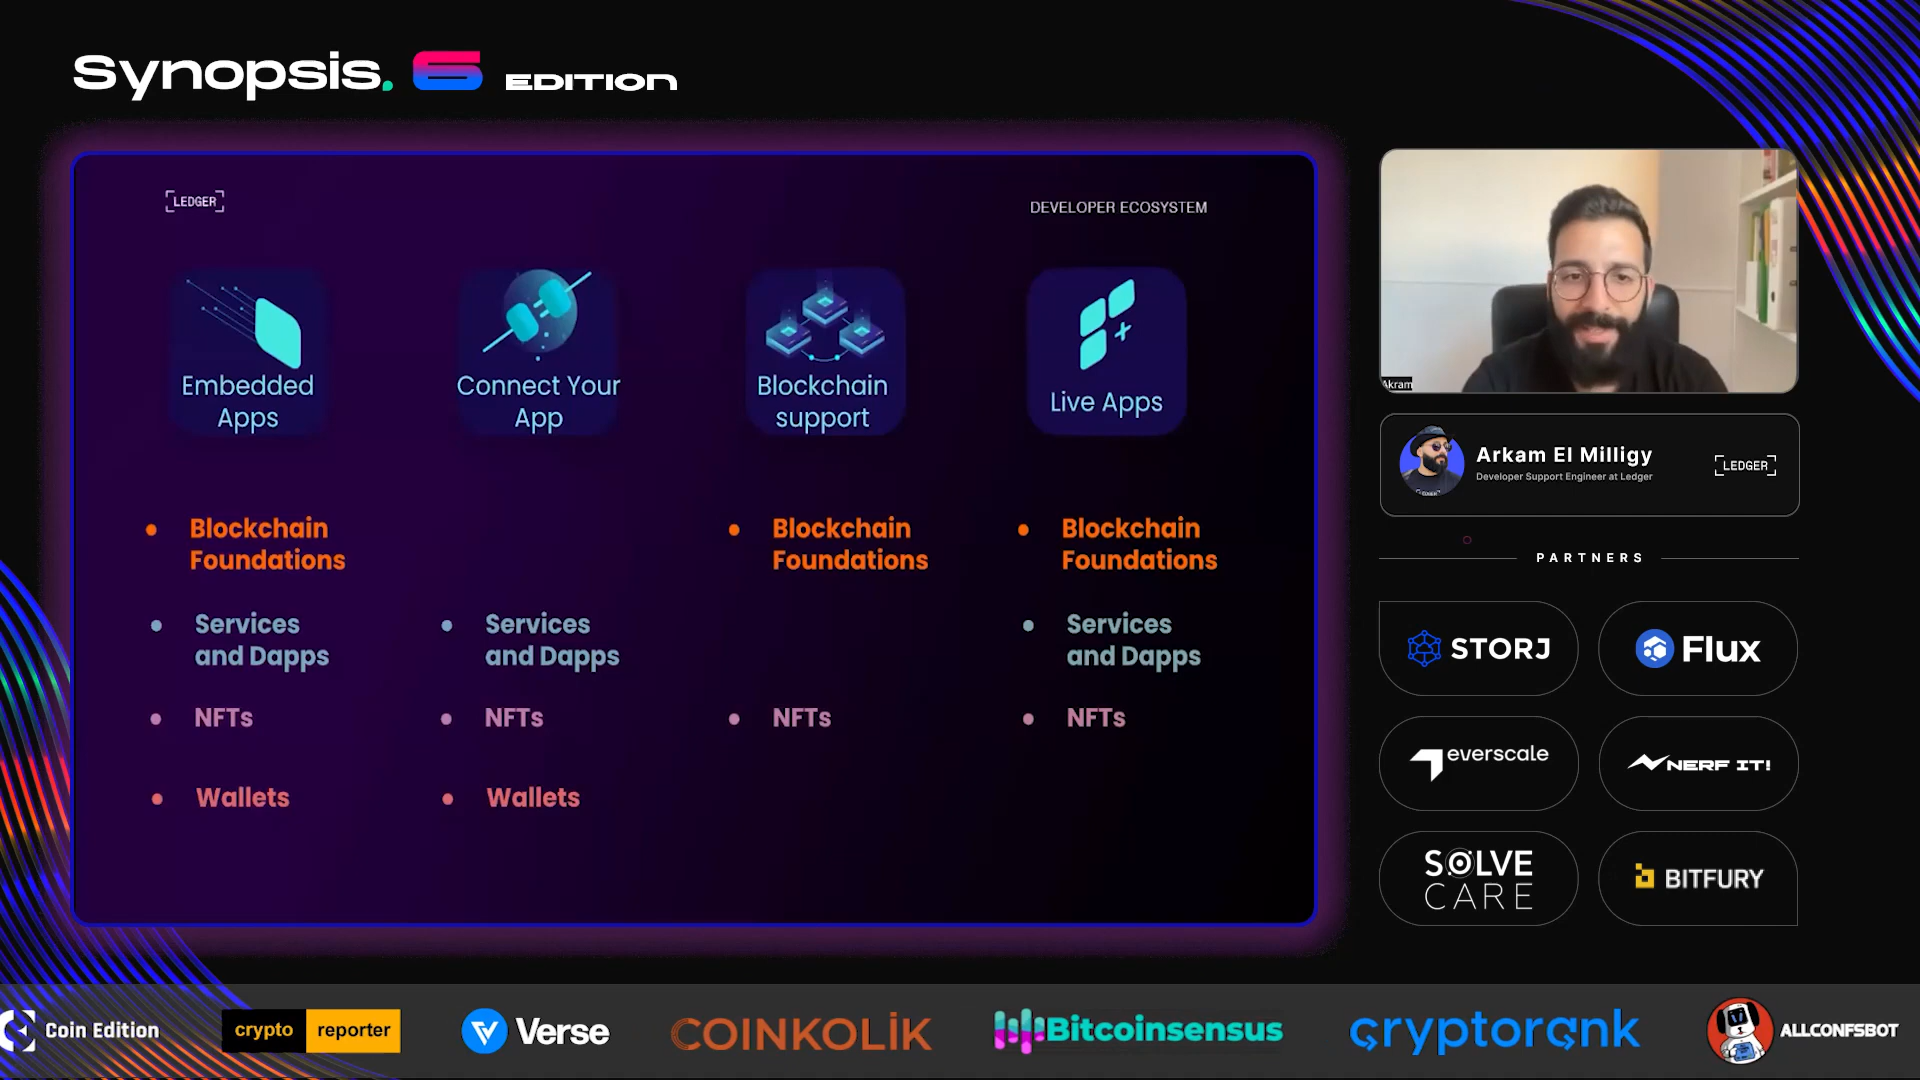 Synopsis. 6 EDITION
LEDGER
DEVELOPER ECOSYSTEM
Embedded
Apps
Connect Your
App
Blockchain
support
Live Apps
• Blockchain
Foundations
• Services
and Dapps
• NFTs
• Wallets
• Services
and Dapps
• NFTs
• Wallets
• Blockchain
Foundations
• NFTs
• Blockchain
Foundations
• Services
and Dapps
• NFTs
Akram
Arkam El Milligy
Developer Support Engineer at Ledger
LEDGER
PARTNERS
STORJ
Flux
everscale
NERF IT!
SOLVE
CARE
BITFURY
Coin Edition
crypto reporter
Verse
COINKOLİK
Bitcoinsensus
cryptorank
ALLCONFSBOT